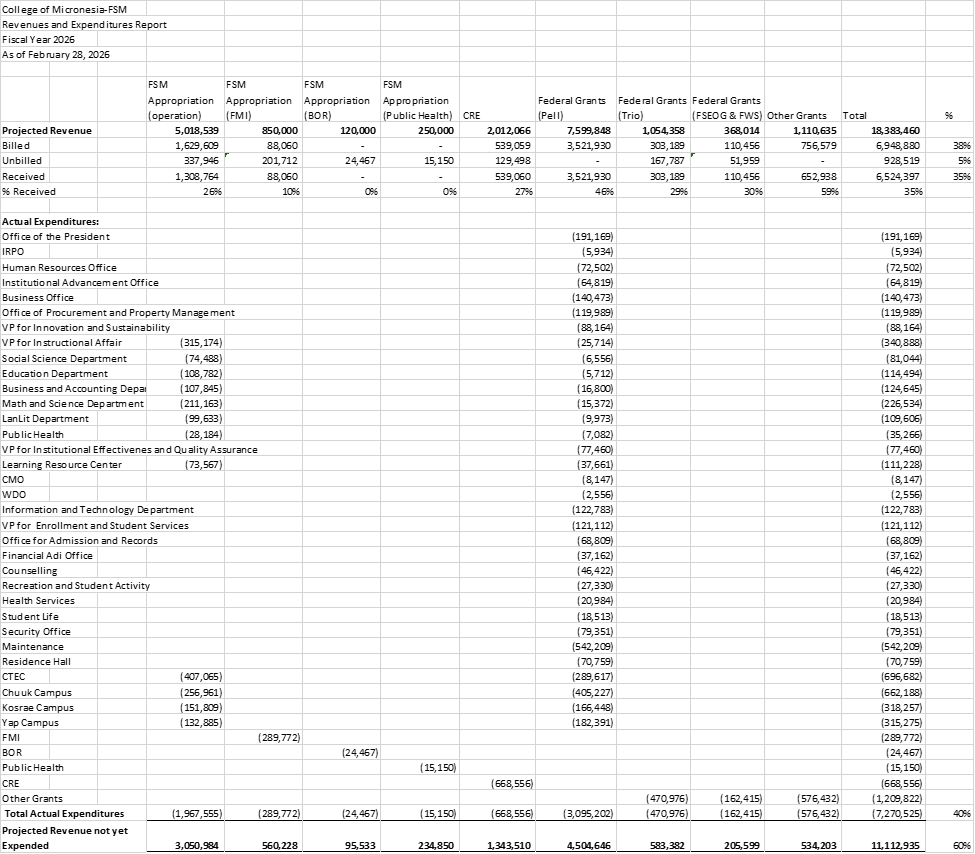 College of Micronesia-FSM
Revenues and Expenditures Report
Fiscal Year 2026
As of February 28, 2026
FSM Appropriation (operation) FSM Appropriation (FMI) FSM Appropriation (BOR) FSM Appropriation (Public Health) CRE Federal Grants (Pell) Federal Grants (Trio) Federal Grants (FSEOG & FWS) Other Grants Total %
Projected Revenue 5,018,539 850,000 120,000 250,000 2,012,066 7,599,848 1,054,358 368,014 1,110,635 18,383,460
Billed 1,629,609 88,060 - - 539,059 3,521,930 303,189 110,456 756,579 6,948,880 38%
Unbilled 337,946 201,712 24,467 15,150 129,498 - 167,787 51,959 - 928,519 5%
Received 1,308,764 88,060 - - 539,060 3,521,930 303,189 110,456 652,938 6,524,397 35%
% Received 26% 10% 0% 0% 27% 46% 29% 30% 59% 35%
Actual Expenditures:
Office of the President (191,169) (191,169)
IRPO (5,934) (5,934)
Human Resources Office (72,502) (72,502)
Institutional Advancement Office (64,819) (64,819)
Business Office (140,473) (140,473)
Office of Procurement and Property Management (119,989) (119,989)
VP for Innovation and Sustainability (88,164) (88,164)
VP for Instructional Affair (315,174) (25,714) (340,888)
Social Science Department (74,488) (6,556) (81,044)
Education Department (108,782) (5,712) (114,494)
Business and Accounting Depar (107,845) (16,800) (124,645)
Math and Science Department (211,163) (15,372) (226,534)
LanLit Department (99,633) (9,973) (109,606)
Public Health (28,184) (7,082) (35,266)
VP for Institutional Effectivenes and Quality Assurance (77,460) (77,460)
Learning Resource Center (73,567) (37,661) (111,228)
CMO (8,147) (8,147)
WDO (2,556) (2,556)
Information and Technology Department (122,783) (122,783)
VP for Enrollment and Student Services (121,112) (121,112)
Office for Admission and Records (68,809) (68,809)
Financial Adi Office (37,162) (37,162)
Counselling (46,422) (46,422)
Recreation and Student Activity (27,330) (27,330)
Health Services (20,984) (20,984)
Student Life (18,513) (18,513)
Security Office (79,351) (79,351)
Maintenance (542,209) (542,209)
Residence Hall (70,759) (70,759)
CTEC (407,065) (289,617) (696,682)
Chuuk Campus (256,961) (405,227) (662,188)
Kosrae Campus (151,809) (166,448) (318,257)
Yap Campus (132,885) (182,391) (315,275)
FMI (289,772) (289,772)
BOR (24,467) (24,467)
Public Health (15,150) (15,150)
CRE (668,556) (668,556)
Other Grants (470,976) (162,415) (576,432) (1,209,822)
Total Actual Expenditures (1,967,555) (289,772) (24,467) (15,150) (668,556) (3,095,202) (470,976) (162,415) (576,432) (7,270,525) 40%
Projected Revenue not yet
Expended 3,050,984 560,228 95,533 234,850 1,343,510 4,504,646 583,382 205,599 534,203 11,112,935 60%